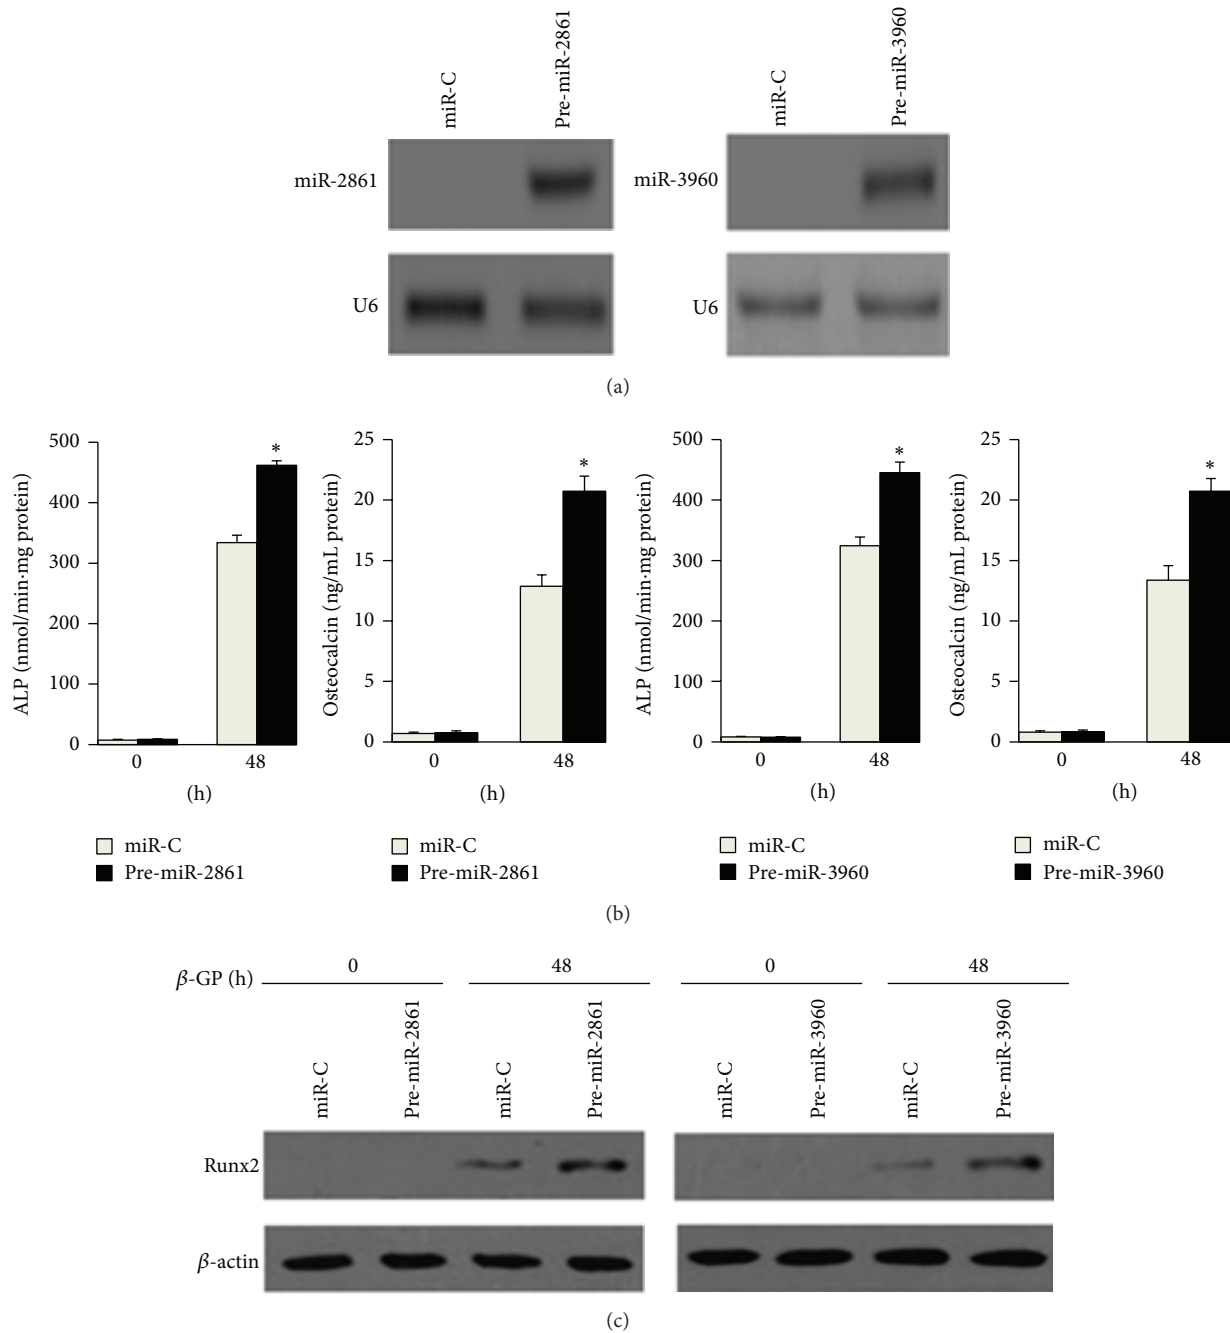 miR-C
Pre-miR-2861
miR-C
Pre-miR-3960
miR-2861
miR-3960
U6
U6
(a)
500
400
300
200
100
0
ALP (nmol/min·mg protein)
*
0
48
(h)
25
20
15
10
5
0
Osteocalcin (ng/mL protein)
*
0
48
(h)
500
400
300
200
100
0
ALP (nmol/min·mg protein)
*
0
48
(h)
25
20
15
10
5
0
Osteocalcin (ng/mL protein)
*
0
48
(h)
miR-C
Pre-miR-2861
miR-C
Pre-miR-2861
miR-C
Pre-miR-3960
miR-C
Pre-miR-3960
(b)
β-GP (h)
0
48
0
48
miR-C
Pre-miR-2861
miR-C
Pre-miR-2861
miR-C
Pre-miR-3960
miR-C
Pre-miR-3960
Runx2
β-actin
(c)